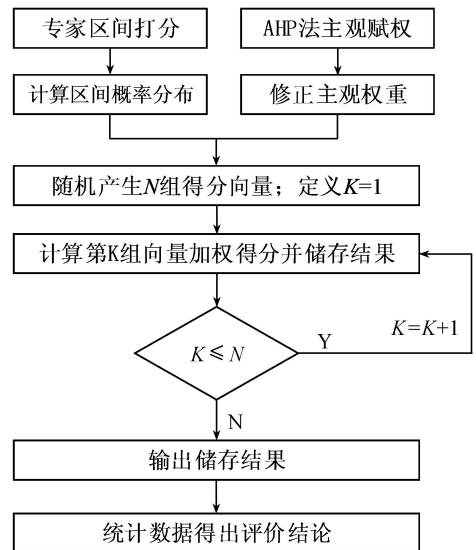 专家区间打分
AHP法主观赋权
计算区间概率分布
修正主观权重
随机产生N组得分向量；定义K=1
计算第K组向量加权得分并储存结果
K=K+1
K≤N
Y
N
输出储存结果
统计数据得出评价结论